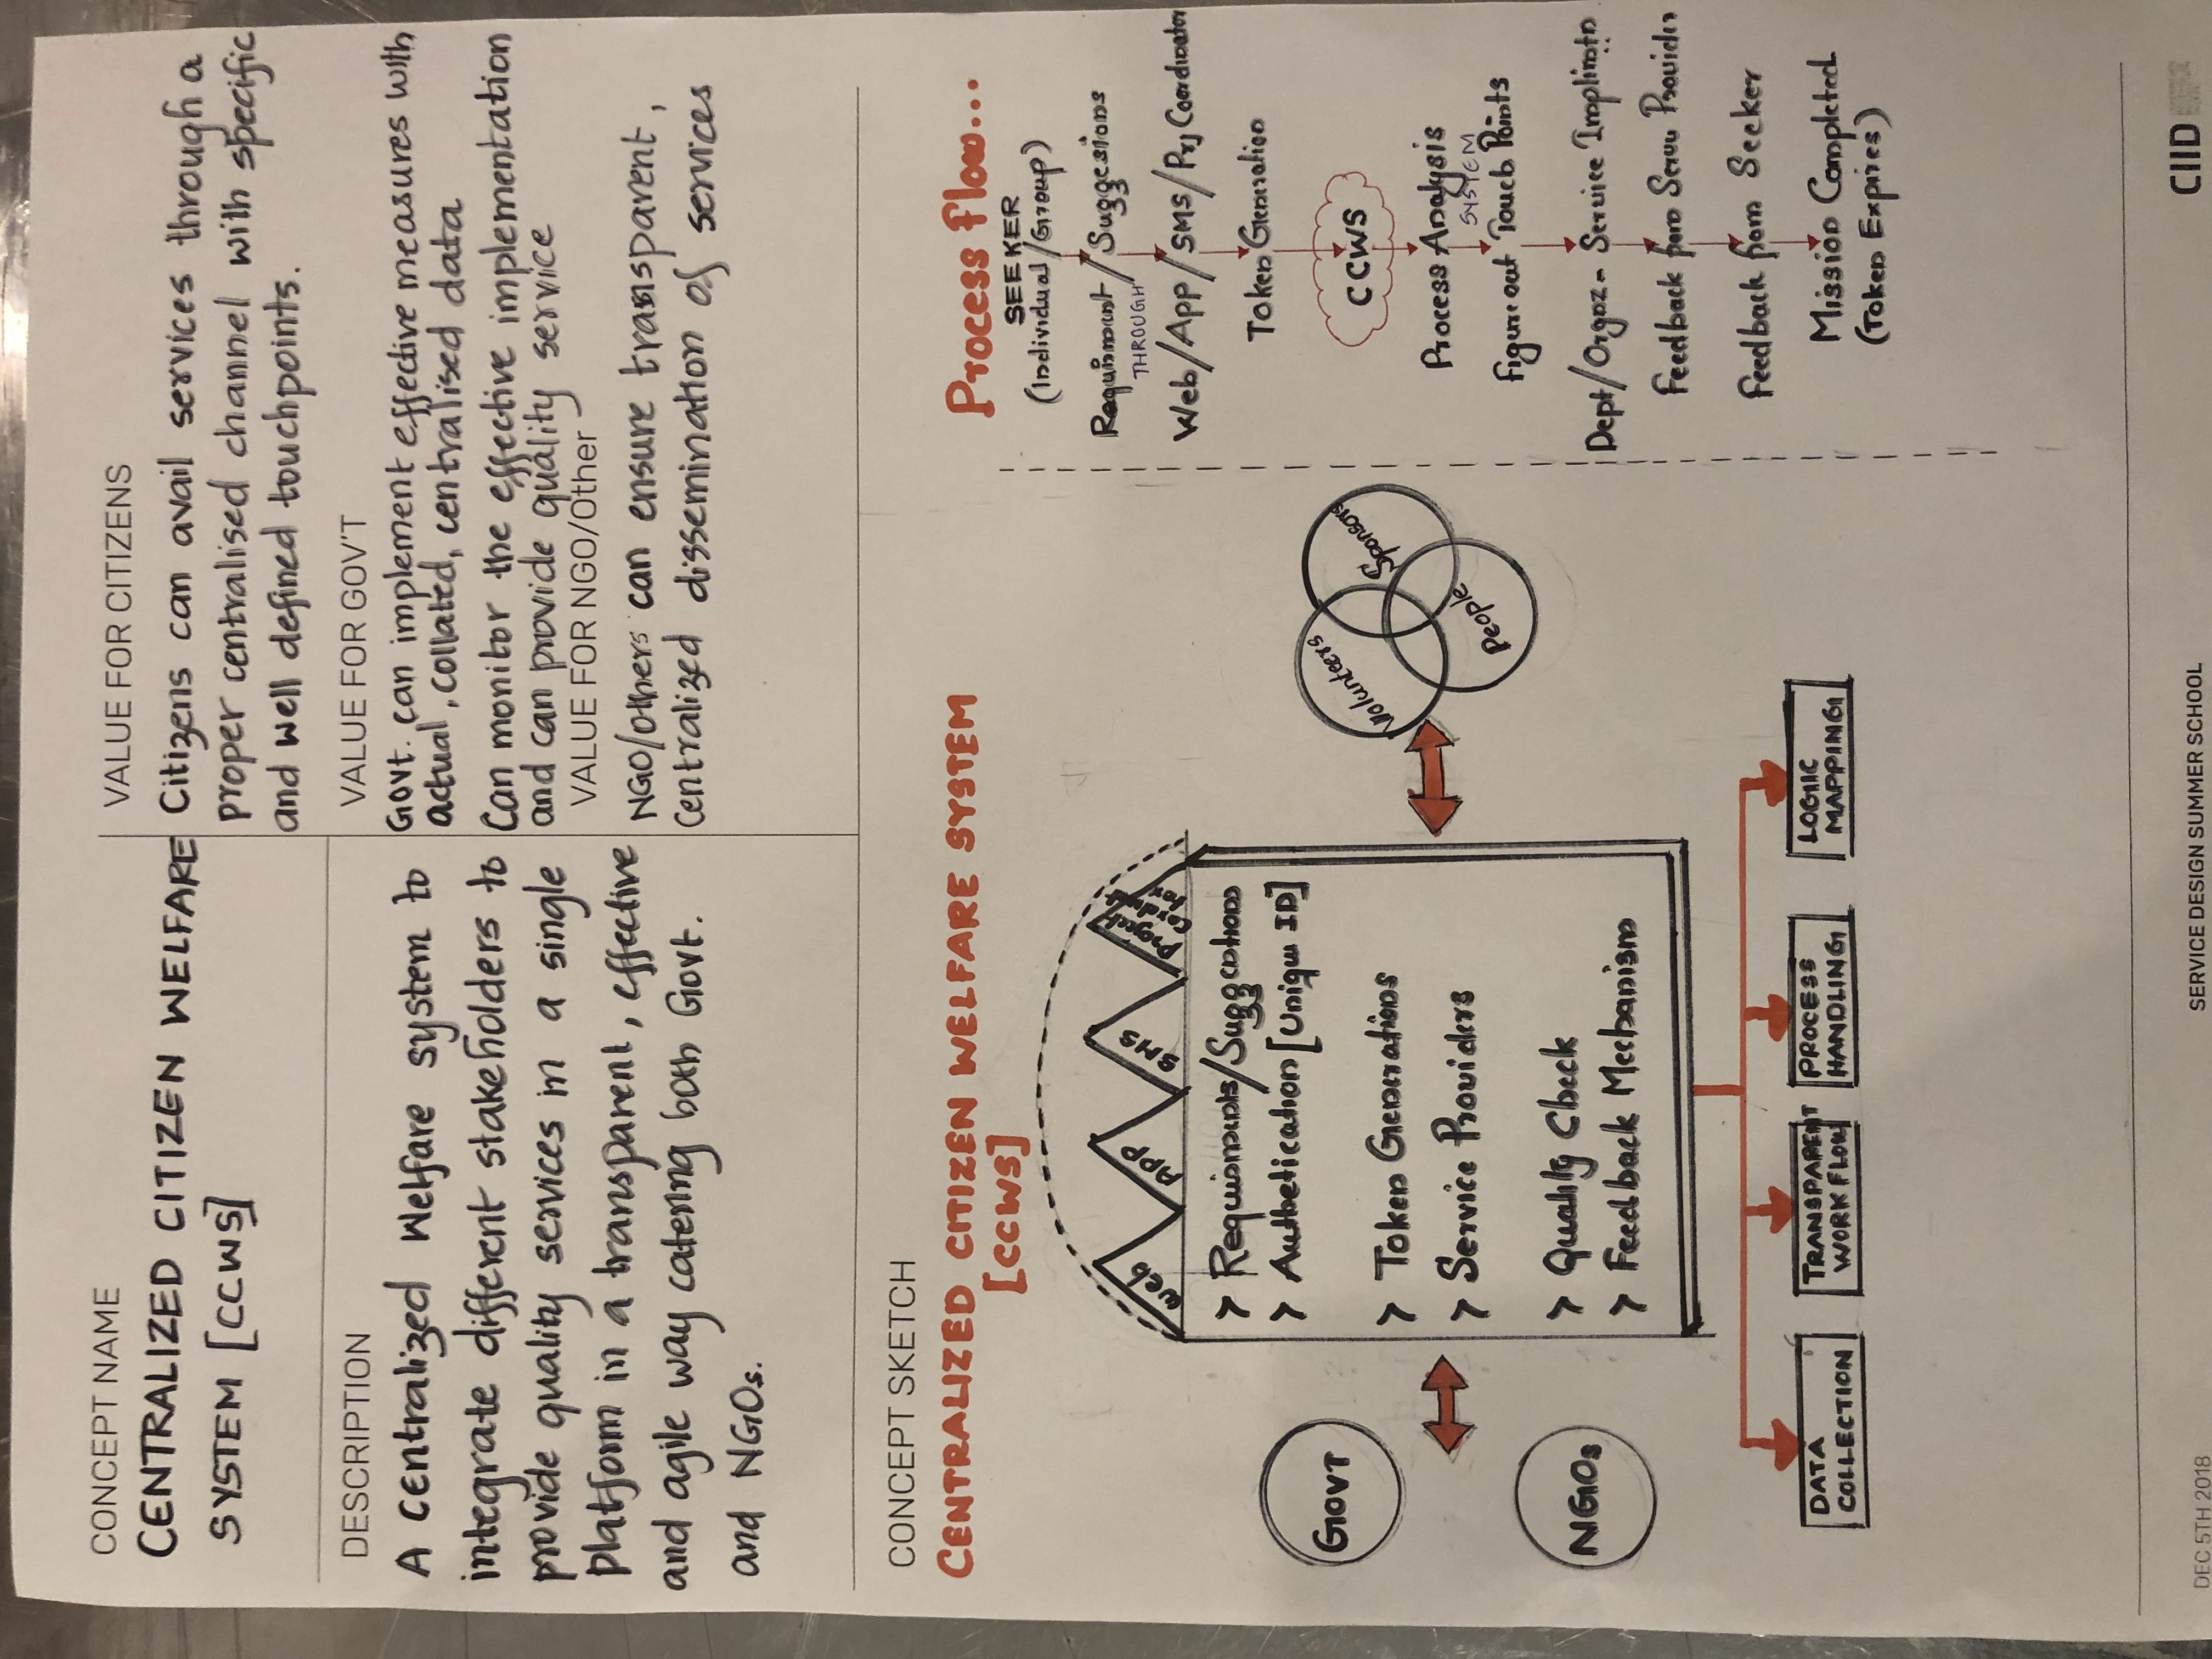 CONCEPT NAME
CENTRALIZED CITIZEN WELFARE
SYSTEM [CCWS]
DESCRIPTION
A centralized Welfare system to
integrate different stakeholders to
provide quality services in a single
platform in a transparent, effective
and agile way catering both Govt.
and NGOs.
VALUE FOR CITIZENS
Citizens can avail services through a
proper centralised channel with specific
and well defined touchpoints.
VALUE FOR GOV'T
Govt. can implement effective measures with
actual, collated, centralised data
Can monitor the effective implementation
and can provide quality service
VALUE FOR NGO/Other
NGO/others can ensure transparent,
centralized dissemination of services
CONCEPT SKETCH
CENTRALIZED CITIZEN WELFARE SYSTEM
[CCWS]
Web
APP
SMS
Project
Cordina
tor
> Requirments/Suggestions
> Authetication [Unique ID]
> Token Generations
> Service Providers
> Quality Check
> Feedback Mechanism
GOVT
NGOs
Volunteers
Sponsors
People
DATA
COLLECTION
TRANSPARENT
WORK FLOW
PROCESS
HANDLING
LOGIC
MAPPING
Process flow...
SEEKER
(Individual/Group)
Requirment/Suggesions
THROUGH
Web/App/SMS/Prj Coordinator
Token Generation
CCWS
Process Analysis
SYSTEM
Figure out Touch Points
Dept/Orgnz- Service Implimtn
Feedback from Servu Provider
Feedback from Seeker
Mission Completed
(Token Expires)
DEC 5TH 2018
SERVICE DESIGN SUMMER SCHOOL
CIID